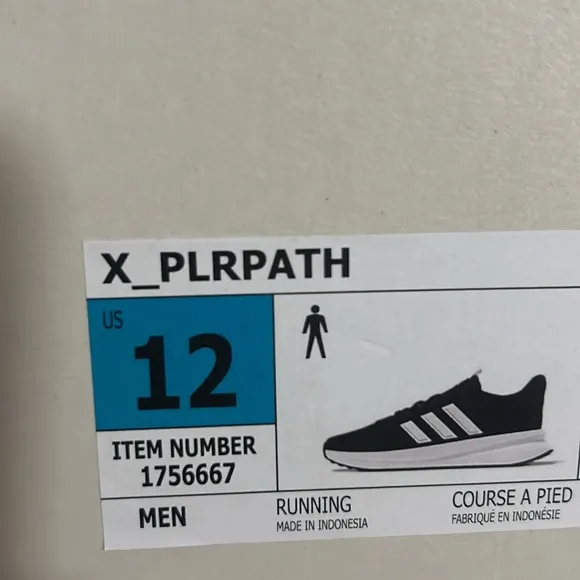 X_PLRPATH
US
12
ITEM NUMBER
1756667
MEN
RUNNING
MADE IN INDONESIA
COURSE A PIED
FABRIQUÉ EN INDONÉSIE